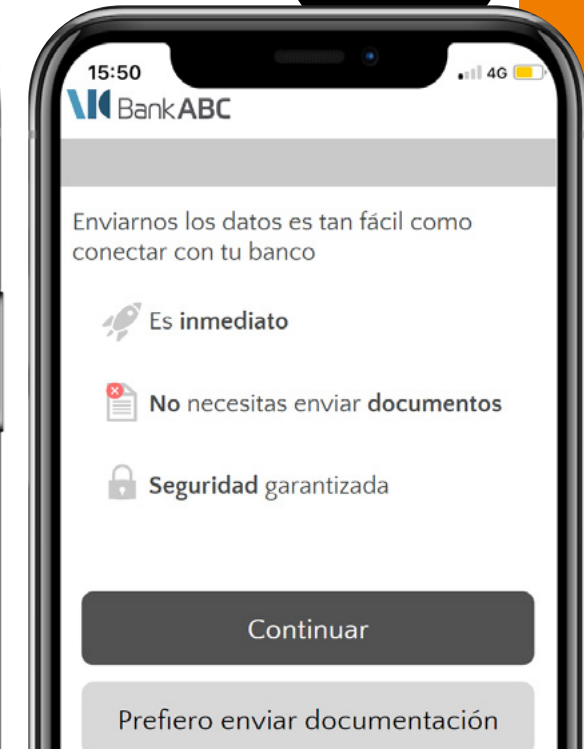 15:50
4G
BankABC
Enviarnos los datos es tan fácil como
conectar con tu banco
Es inmediato
No necesitas enviar documentos
Seguridad garantizada
Continuar
Prefiero enviar documentación